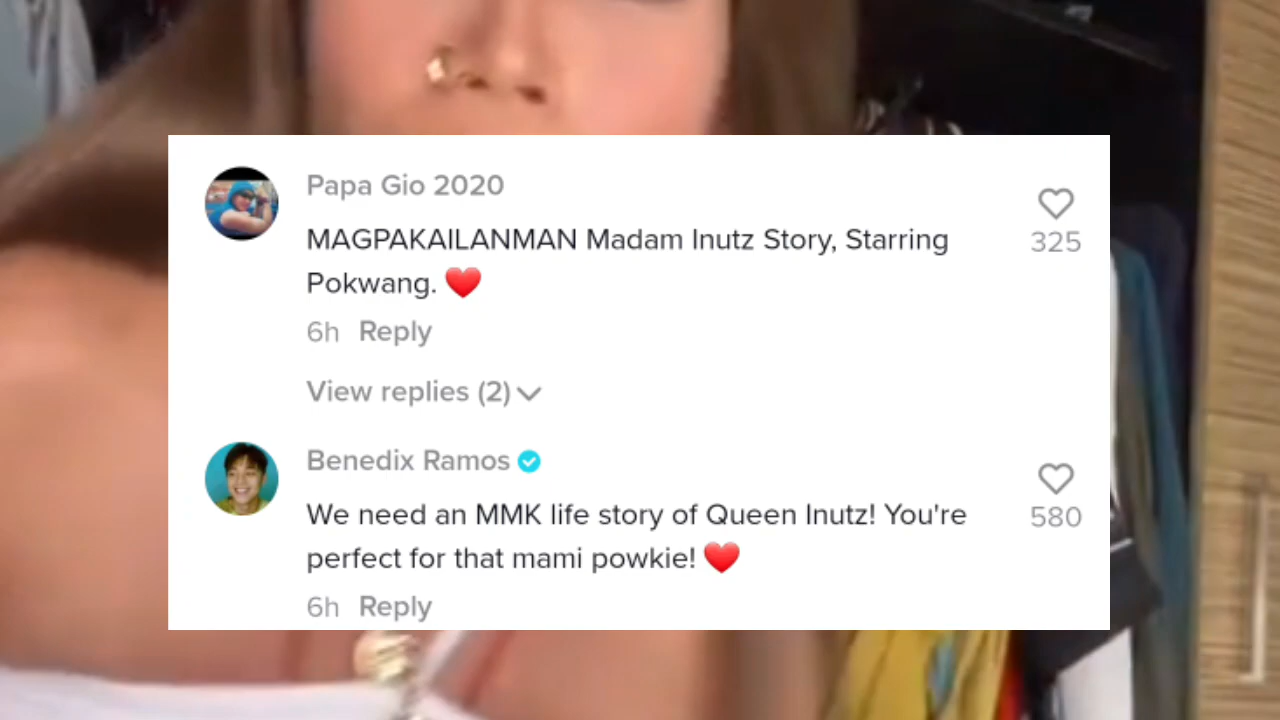 Papa Gio 2020
MAGPAKAILANMAN Madam Inutz Story, Starring
Pokwang. ❤️
325
6h Reply
View replies (2)
Benedix Ramos
We need an MMK life story of Queen Inutz! You're
perfect for that mami powkie! ❤️
580
6h Reply